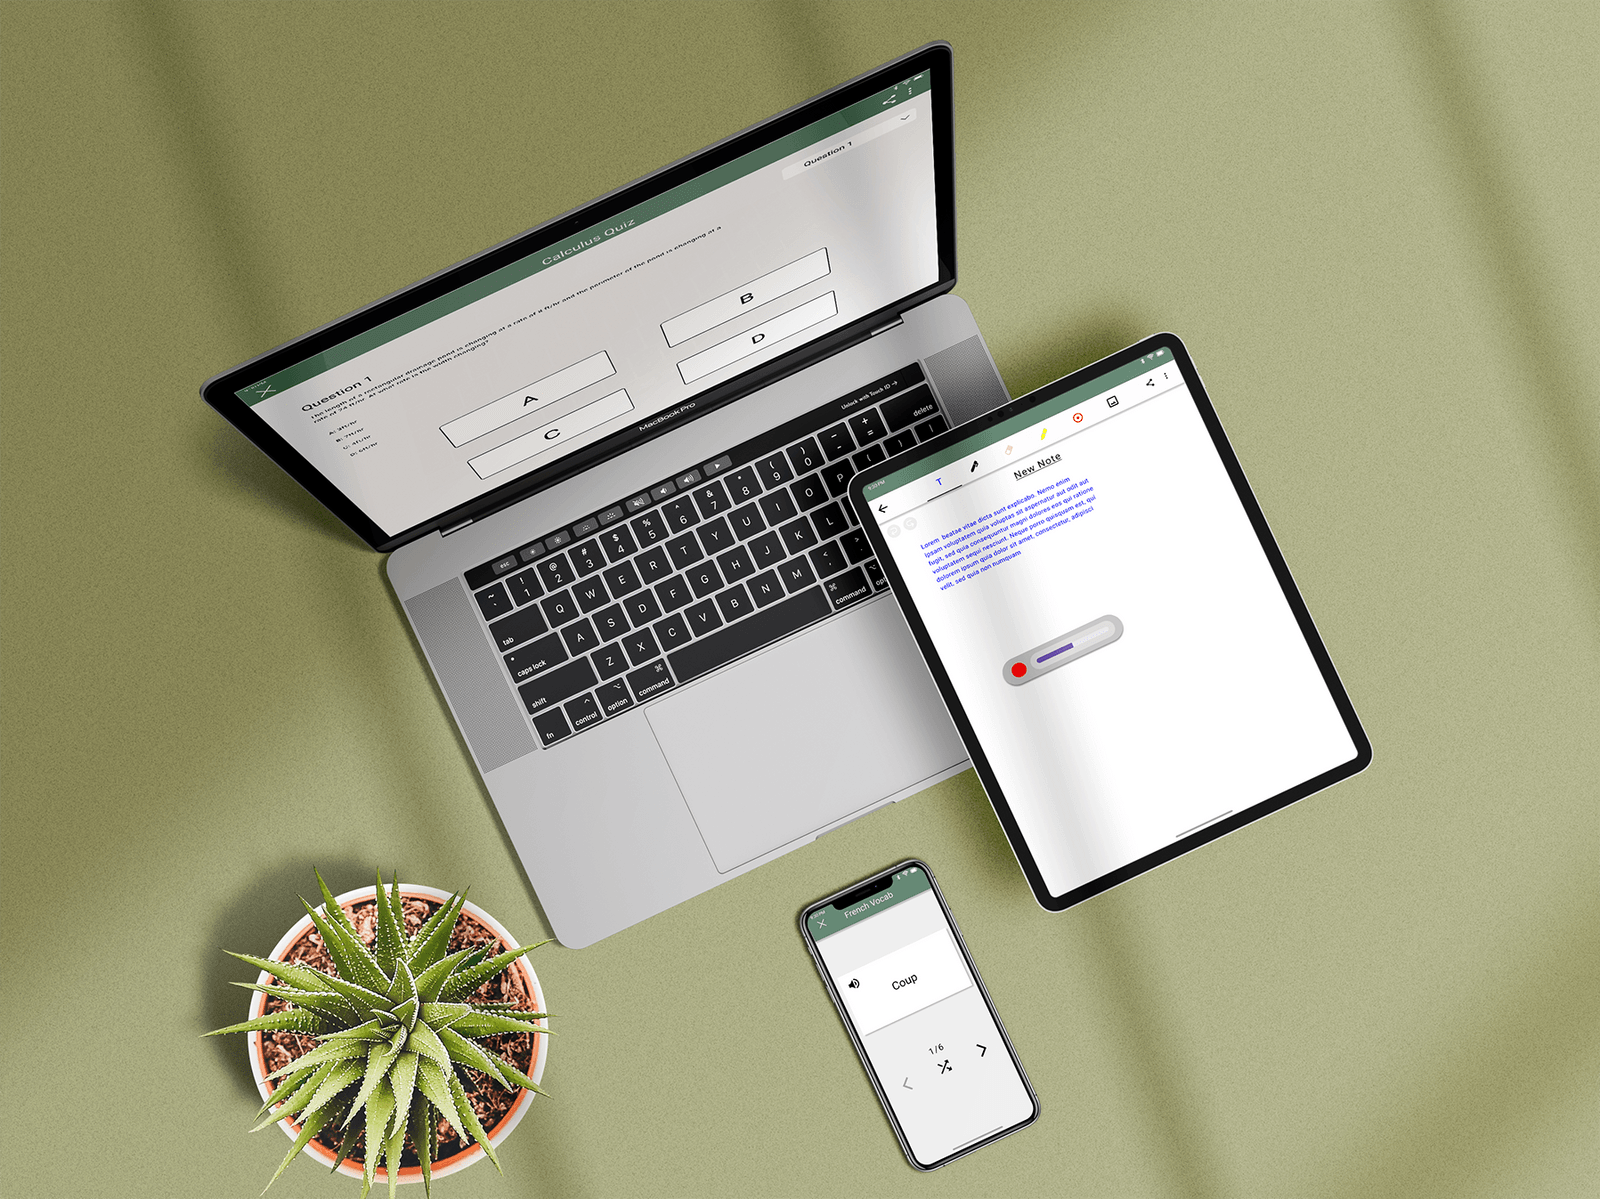 Calculus Quiz
Question 1
Question 1
The length of a rectangular drainage pond is changing at a rate of 8 ft/hr and the perimeter of the pond is changing at a
rate of 24 ft/hr. At what rate is the width changing?
A: 3ft/hr
B: 7ft/hr
C: 4ft/hr
D: 6ft/hr
A
B
C
D
MacBook Pro
esc
Unlock with Touch ID →
~ ! @ # $ % ^ & * ( ) _ + delete
1 2 3 4 5 6 7 8 9 0 - =
tab Q W E R T Y U I O P
caps lock A S D F G H J K L
shift Z X C V B N M < >
fn control option command command
T
New Note
Lorem beatae vitae dicta sunt explicabo. Nemo enim
ipsam voluptatem quia voluptas sit aspernatur aut odit aut
fugit, sed quia consequuntur magni dolores eos qui ratione
voluptatem sequi nesciunt. Neque porro quisquam est, qui
dolorem ipsum quia dolor sit amet, consectetur, adipisci
velit, sed quia non numquam
French Vocab
Coup
1/6